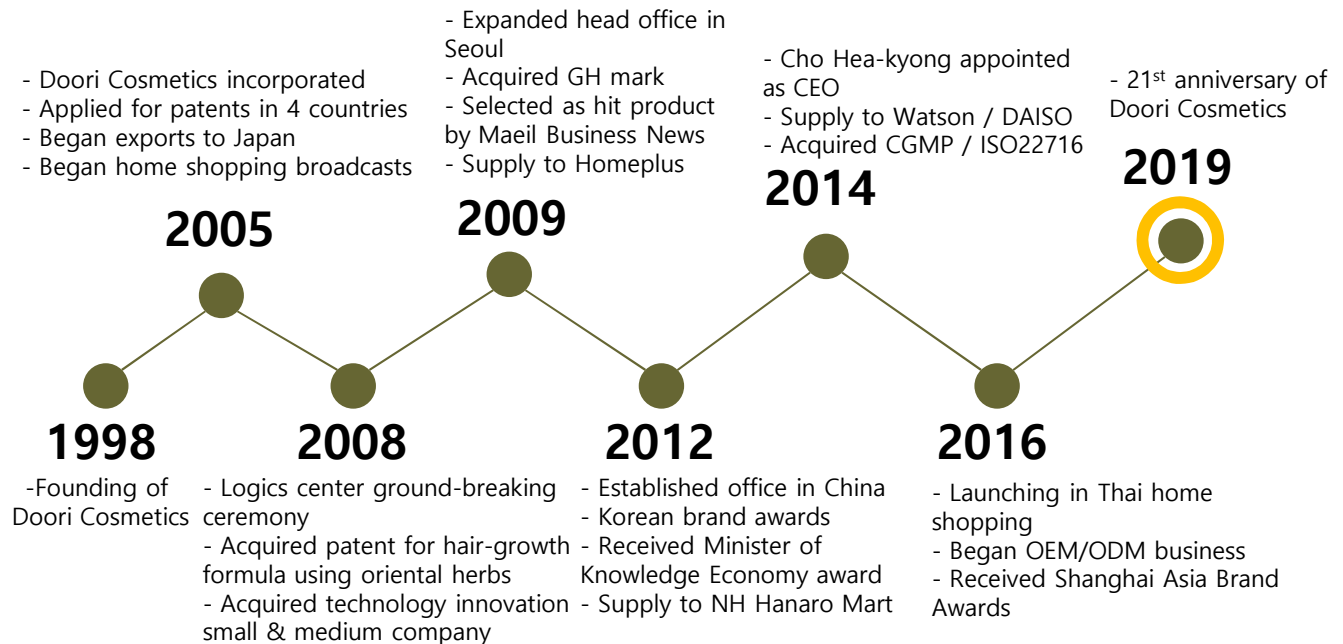 - Doori Cosmetics incorporated
- Applied for patents in 4 countries
- Began exports to Japan
- Began home shopping broadcasts
2005
- Expanded head office in
Seoul
- Acquired GH mark
- Selected as hit product
by Maeil Business News
- Supply to Homeplus
2009
- Cho Hea-kyong appointed
as CEO
- Supply to Watson / DAISO
- Acquired CGMP / ISO22716
2014
- 21st anniversary of
Doori Cosmetics
2019
1998
-Founding of
Doori Cosmetics
2008
- Logics center ground-breaking
ceremony
- Acquired patent for hair-growth
formula using oriental herbs
- Acquired technology innovation
small & medium company
2012
- Established office in China
- Korean brand awards
- Received Minister of
Knowledge Economy award
- Supply to NH Hanaro Mart
2016
- Launching in Thai home
shopping
- Began OEM/ODM business
- Received Shanghai Asia Brand
Awards